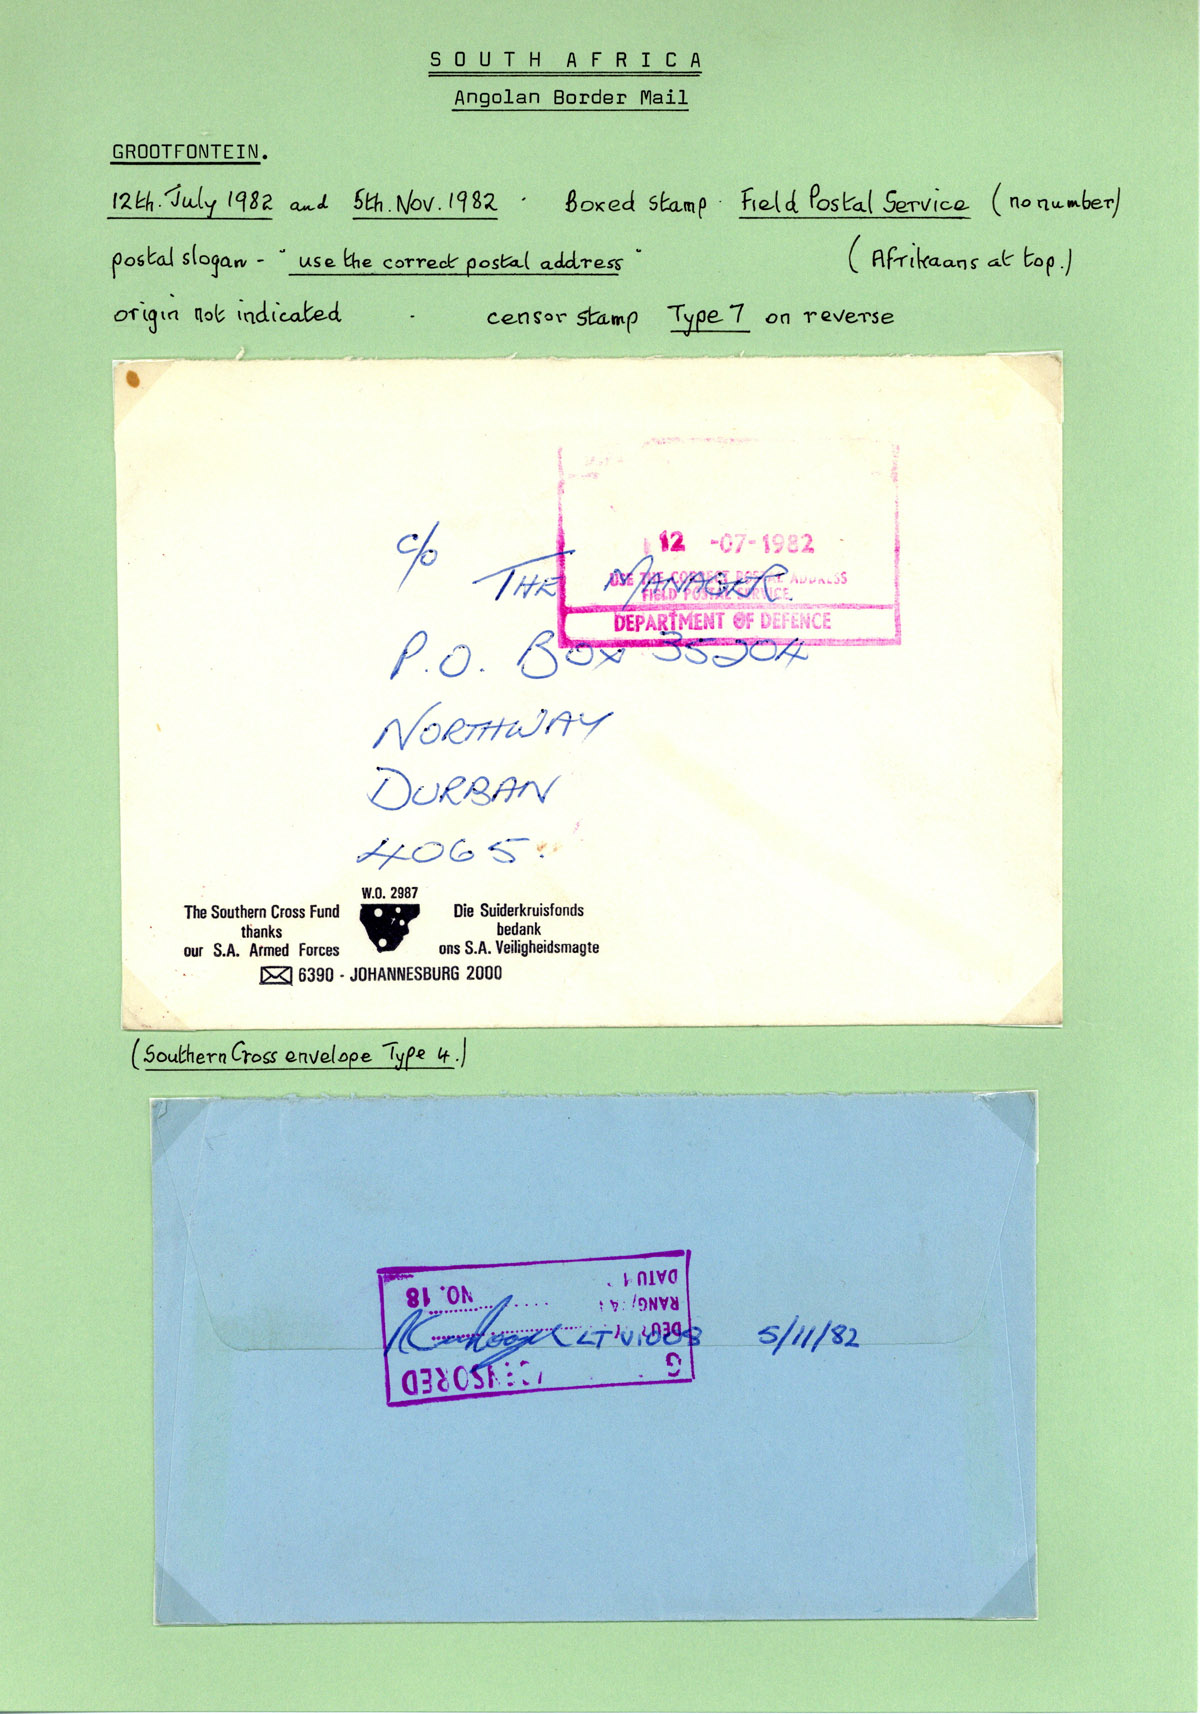 SOUTH AFRICA
Angolan Border Mail
GROOTFONTEIN.
12th. July 1982 and 5th. Nov. 1982 · Boxed stamp · Field Postal Service (no number)
postal slogan - "use the correct postal address" (Afrikaans at top.)
origin not indicated · censor stamp Type 7 on reverse
12 -07-1982
USE THE CORRECT POSTAL ADDRESS
FIELD POSTAL SERVICE
DEPARTMENT OF DEFENCE
c/o
THE MANAGER
P.O. BOX 35204
NORTHWAY
DURBAN
4065.
W.O. 2987
The Southern Cross Fund
thanks
our S.A. Armed Forces
Die Suiderkruisfonds
bedank
ons S.A. Veiligheidsmagte
6390 - JOHANNESBURG 2000
(Southern Cross envelope Type 4.)
NO. 18
LT 5/11/82
CENSORED